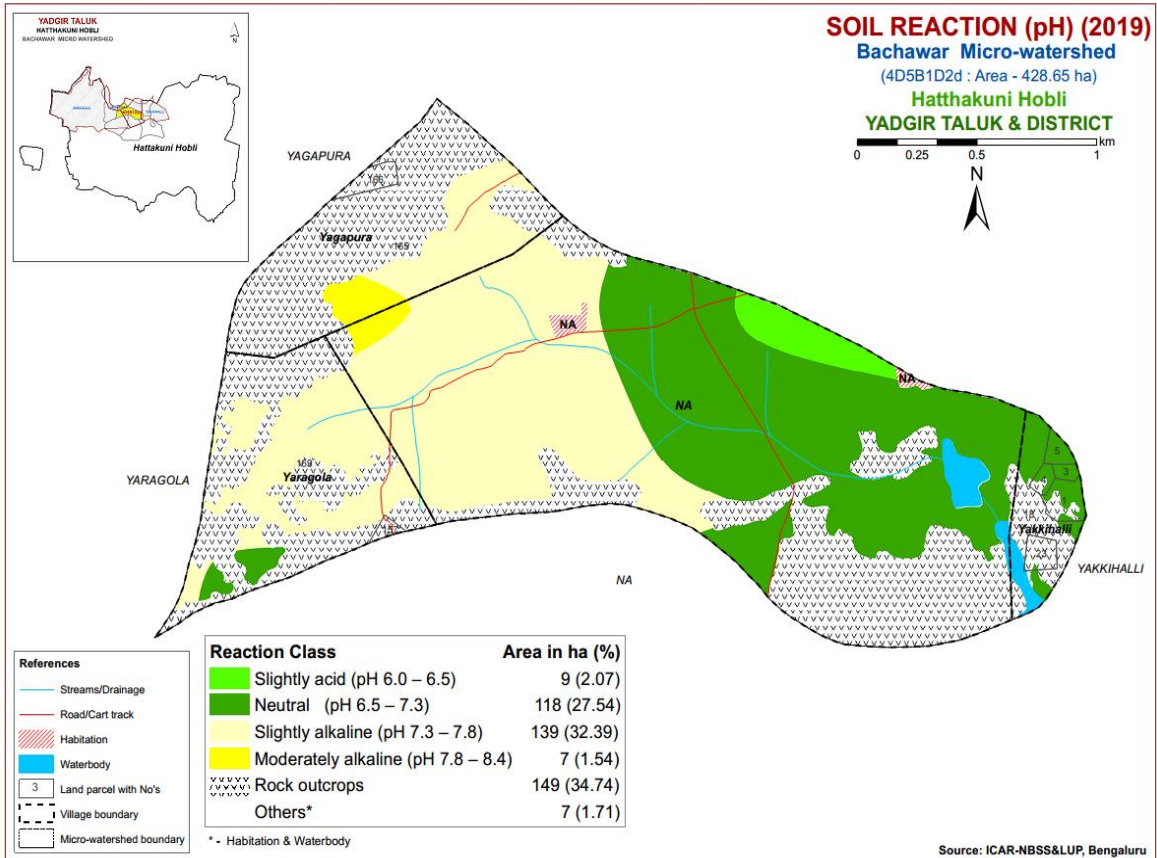 YADGIR TALUK
HATTHAKUNI HOBLI
BACHAWAR MICRO WATERSHED
N
Hattakuni Hobli
SOIL REACTION (pH) (2019)
Bachawar Micro-watershed
(4D5B1D2d : Area - 428.65 ha)
Hatthakuni Hobli
YADGIR TALUK & DISTRICT
0 0.25 0.5 1 km
N
YAGAPURA
166
Yagapura
165
NA
NA
NA
YARAGOLA
169
Yaragola
5
3
Yakkihalli
23
YAKKIHALLI
NA
References
Streams/Drainage
Road/Cart track
Habitation
Waterbody
3 Land parcel with No's
Village boundary
Micro-watershed boundary
Reaction Class Area in ha (%)
Slightly acid (pH 6.0 – 6.5) 9 (2.07)
Neutral (pH 6.5 – 7.3) 118 (27.54)
Slightly alkaline (pH 7.3 – 7.8) 139 (32.39)
Moderately alkaline (pH 7.8 – 8.4) 7 (1.54)
Rock outcrops 149 (34.74)
Others* 7 (1.71)
* - Habitation & Waterbody
Source: ICAR-NBSS&LUP, Bengaluru